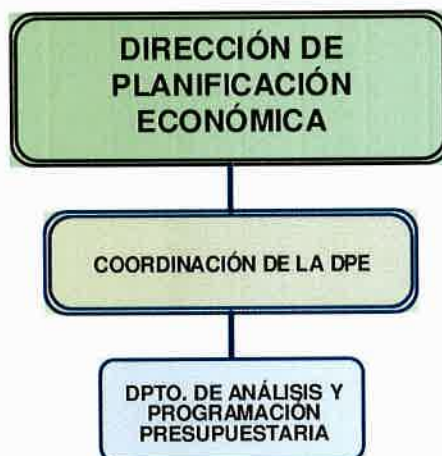 DIRECCIÓN DE
PLANIFICACIÓN
ECONÓMICA
COORDINACIÓN DE LA DPE
DPTO. DE ANÁLISIS Y
PROGRAMACIÓN
PRESUPUESTARIA